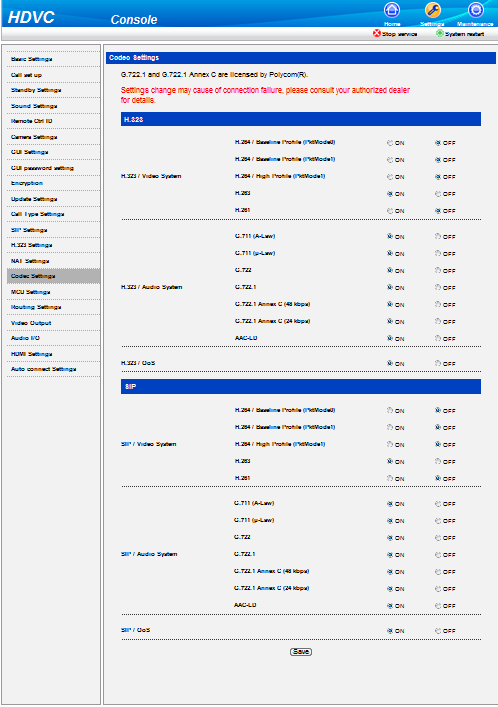 HDVC
Console
Home
Settings
Maintenance
Stop service
System restart
Basic Settings
Call set up
Standby Settings
Sound Settings
Remote Ctrl ID
Camera Settings
GUI Settings
GUI password setting
Encryption
Update Settings
Call Type Settings
SIP Settings
H.323 Settings
NAT Settings
Codec Settings
MCU Settings
Routing Settings
Video Output
Audio I/O
HDMI Settings
Auto connect Settings
Codec Settings
G.722.1 and G.722.1 Annex C are licensed by Polycom(R).
Settings change may cause of connection failure, please consult your authorized dealer
for details.
H.323
H.264 / Baseline Profile (PktMode0) ON OFF
H.264 / Baseline Profile (PktMode1) ON OFF
H.323 / Video System H.264 / High Profile (PktMode1) ON OFF
H.263 ON OFF
H.261 ON OFF
G.711 (A-Law) ON OFF
G.711 (μ-Law) ON OFF
G.722 ON OFF
H.323 / Audio System G.722.1 ON OFF
G.722.1 Annex C (48 kbps) ON OFF
G.722.1 Annex C (24 kbps) ON OFF
AAC-LD ON OFF
H.323 / QoS ON OFF
SIP
H.264 / Baseline Profile (PktMode0) ON OFF
H.264 / Baseline Profile (PktMode1) ON OFF
SIP / Video System H.264 / High Profile (PktMode1) ON OFF
H.263 ON OFF
H.261 ON OFF
G.711 (A-Law) ON OFF
G.711 (μ-Law) ON OFF
G.722 ON OFF
SIP / Audio System G.722.1 ON OFF
G.722.1 Annex C (48 kbps) ON OFF
G.722.1 Annex C (24 kbps) ON OFF
AAC-LD ON OFF
SIP / QoS ON OFF
Save